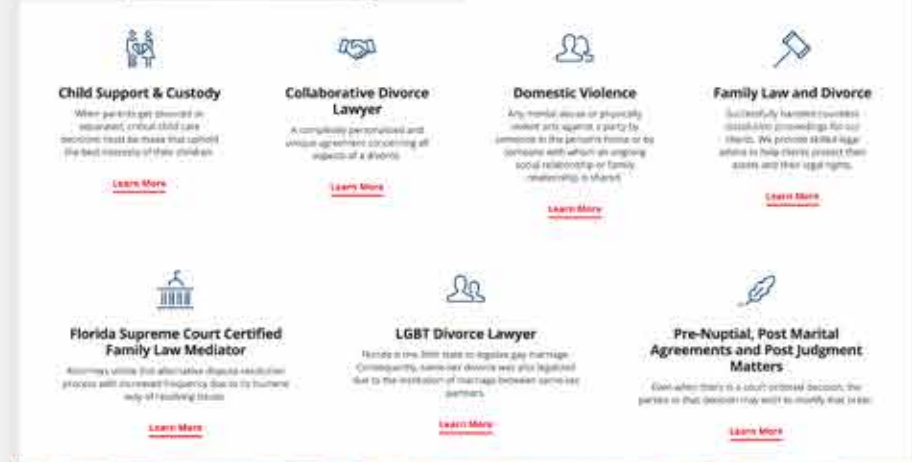 Child Support & Custody
When parents get divorced or
separated, critical child care
decisions must be made that uphold
the best interests of their children.
Learn More
Collaborative Divorce
Lawyer
A completely personalized and
unique agreement concerning all
aspects of a divorce.
Learn More
Domestic Violence
Any mental abuse or physically
violent acts against a party by
someone in the person's home or by
someone with which an ongoing
social relationship or family
relationship is shared.
Learn More
Family Law and Divorce
Successfully handled countless
dissolution proceedings for our
clients. We provide skilled legal
advice to help clients protect their
assets and their legal rights.
Learn More
Florida Supreme Court Certified
Family Law Mediator
Attorneys utilize this alternative dispute resolution
process with increased frequency due to its humane
way of resolving issues.
Learn More
LGBT Divorce Lawyer
Florida is the 36th state to legalize gay marriage.
Consequently, same-sex divorce was also legalized
due to the institution of marriage between same-sex
partners.
Learn More
Pre-Nuptial, Post Marital
Agreements and Post Judgment
Matters
Even when there is a court ordered decision, the
parties in that decision may wish to modify that order.
Learn More